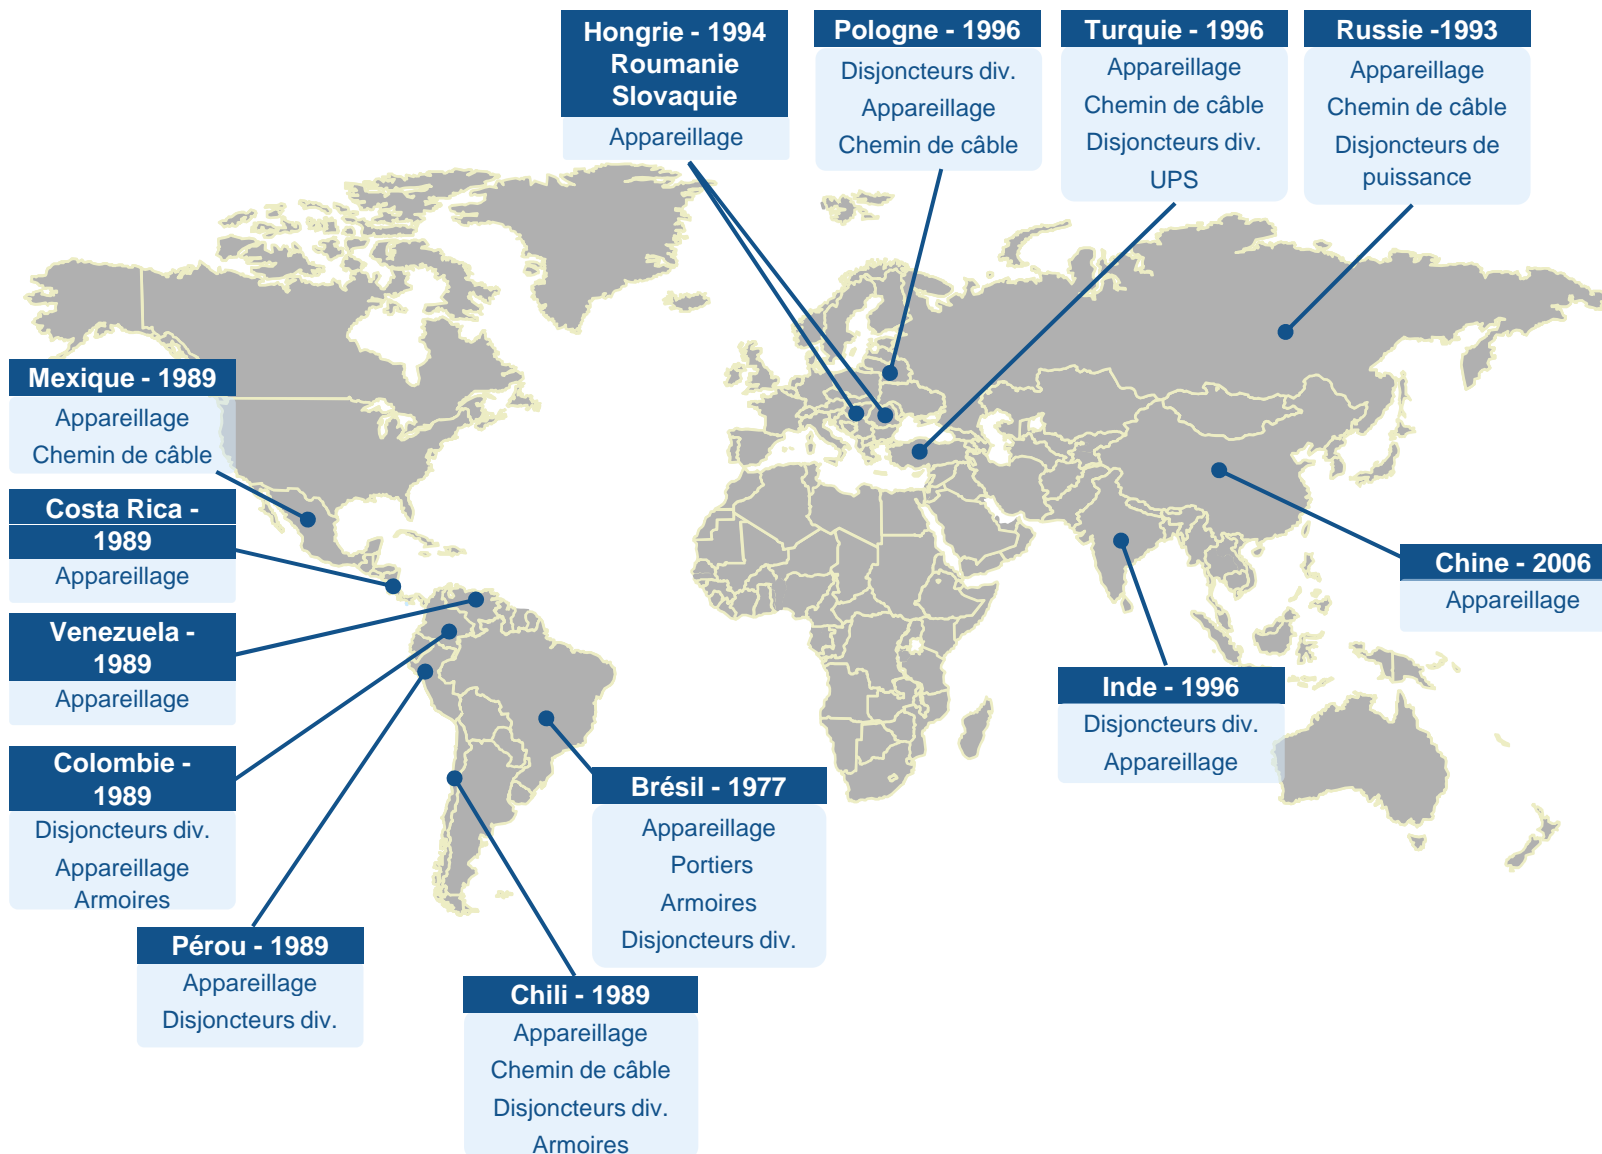 Hongrie - 1994
Roumanie
Slovaquie
Appareillage
Pologne - 1996
Disjoncteurs div.
Appareillage
Chemin de câble
Turquie - 1996
Appareillage
Chemin de câble
Disjoncteurs div.
UPS
Russie -1993
Appareillage
Chemin de câble
Disjoncteurs de
puissance
Mexique - 1989
Appareillage
Chemin de câble
Costa Rica -
1989
Appareillage
Venezuela -
1989
Appareillage
Colombie -
1989
Disjoncteurs div.
Appareillage
Armoires
Pérou - 1989
Appareillage
Disjoncteurs div.
Chili - 1989
Appareillage
Chemin de câble
Disjoncteurs div.
Armoires
Brésil - 1977
Appareillage
Portiers
Armoires
Disjoncteurs div.
Inde - 1996
Disjoncteurs div.
Appareillage
Chine - 2006
Appareillage